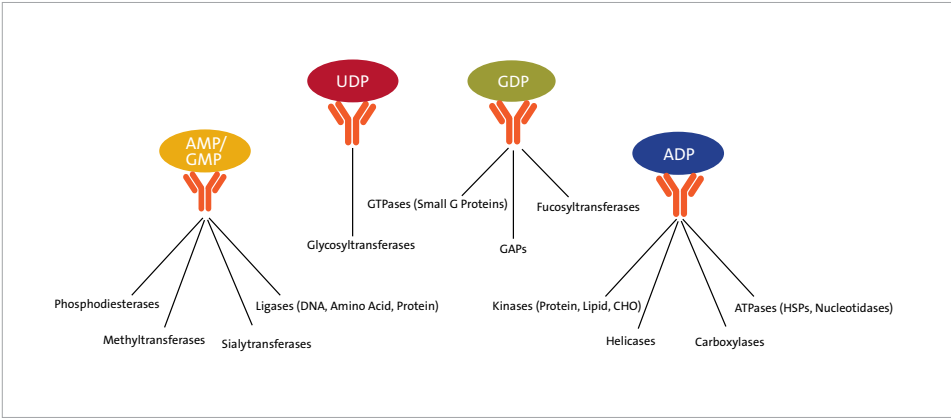 UDP
GDP
AMP/
GMP
ADP
GTPases (Small G Proteins)
Fucosyltransferases
Glycosyltransferases
GAPs
Phosphodiesterases
Ligases (DNA, Amino Acid, Protein)
Kinases (Protein, Lipid, CHO)
ATPases (HSPs, Nucleotidases)
Methyltransferases
Sialytransferases
Helicases
Carboxylases